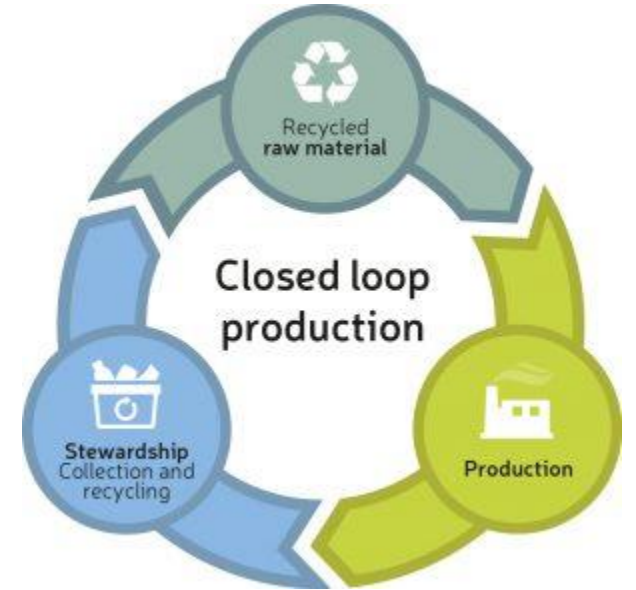 Recycled
raw material
Closed loop
production
Stewardship
Collection and
recycling
Production